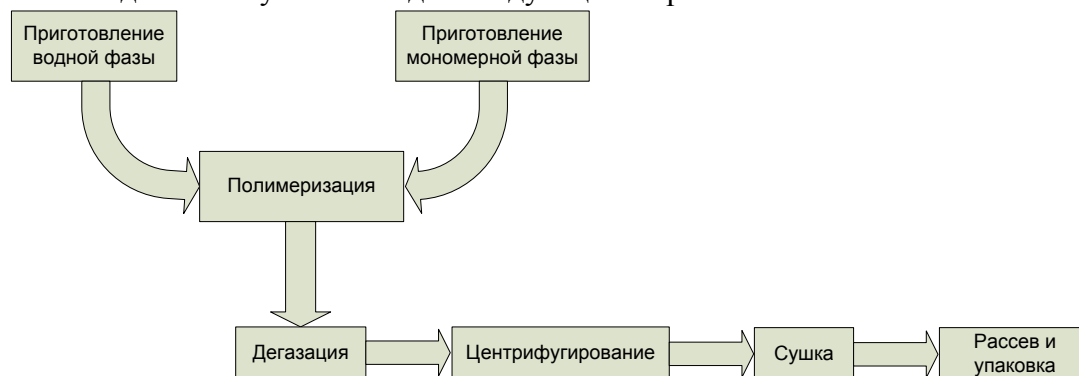 Приготовление
водной фазы
Приготовление
мономерной фазы
Полимеризация
Дегазация
Центрифугирование
Сушка
Рассев и
упаковка